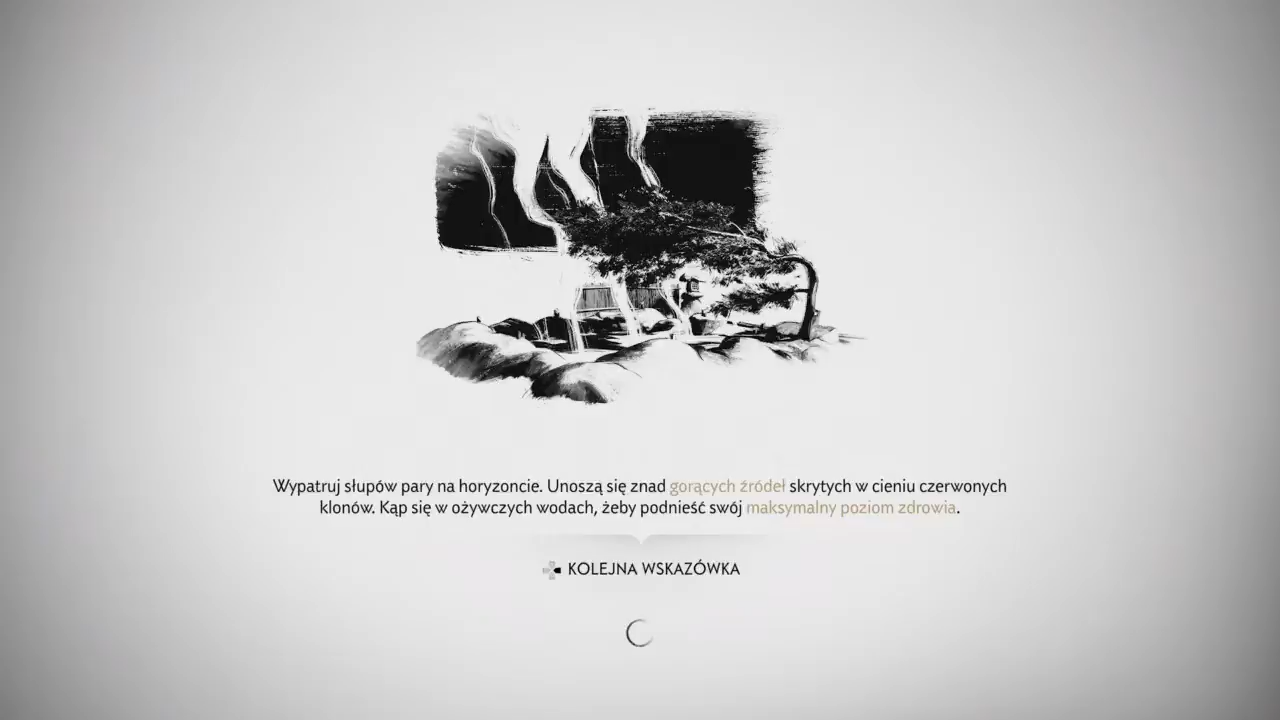 Wypatruj słupów pary na horyzoncie. Unoszą się znad gorących źródeł skrytych w cieniu czerwonych
klonów. Kąp się w ożywczych wodach, żeby podnieść swój maksymalny poziom zdrowia.
KOLEJNA WSKAZÓWKA